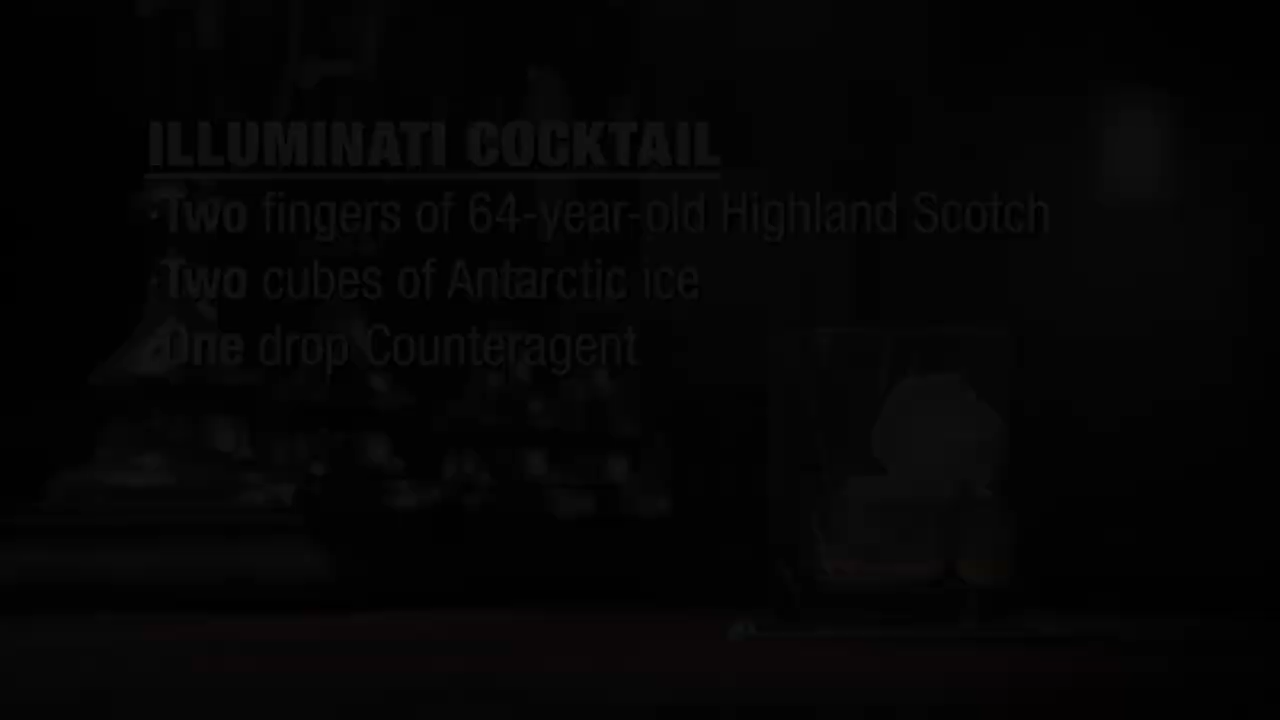 ILLUMINATI COCKTAIL
·Two fingers of 64-year-old Highland Scotch
·Two cubes of Antarctic ice
·One drop Counteragent